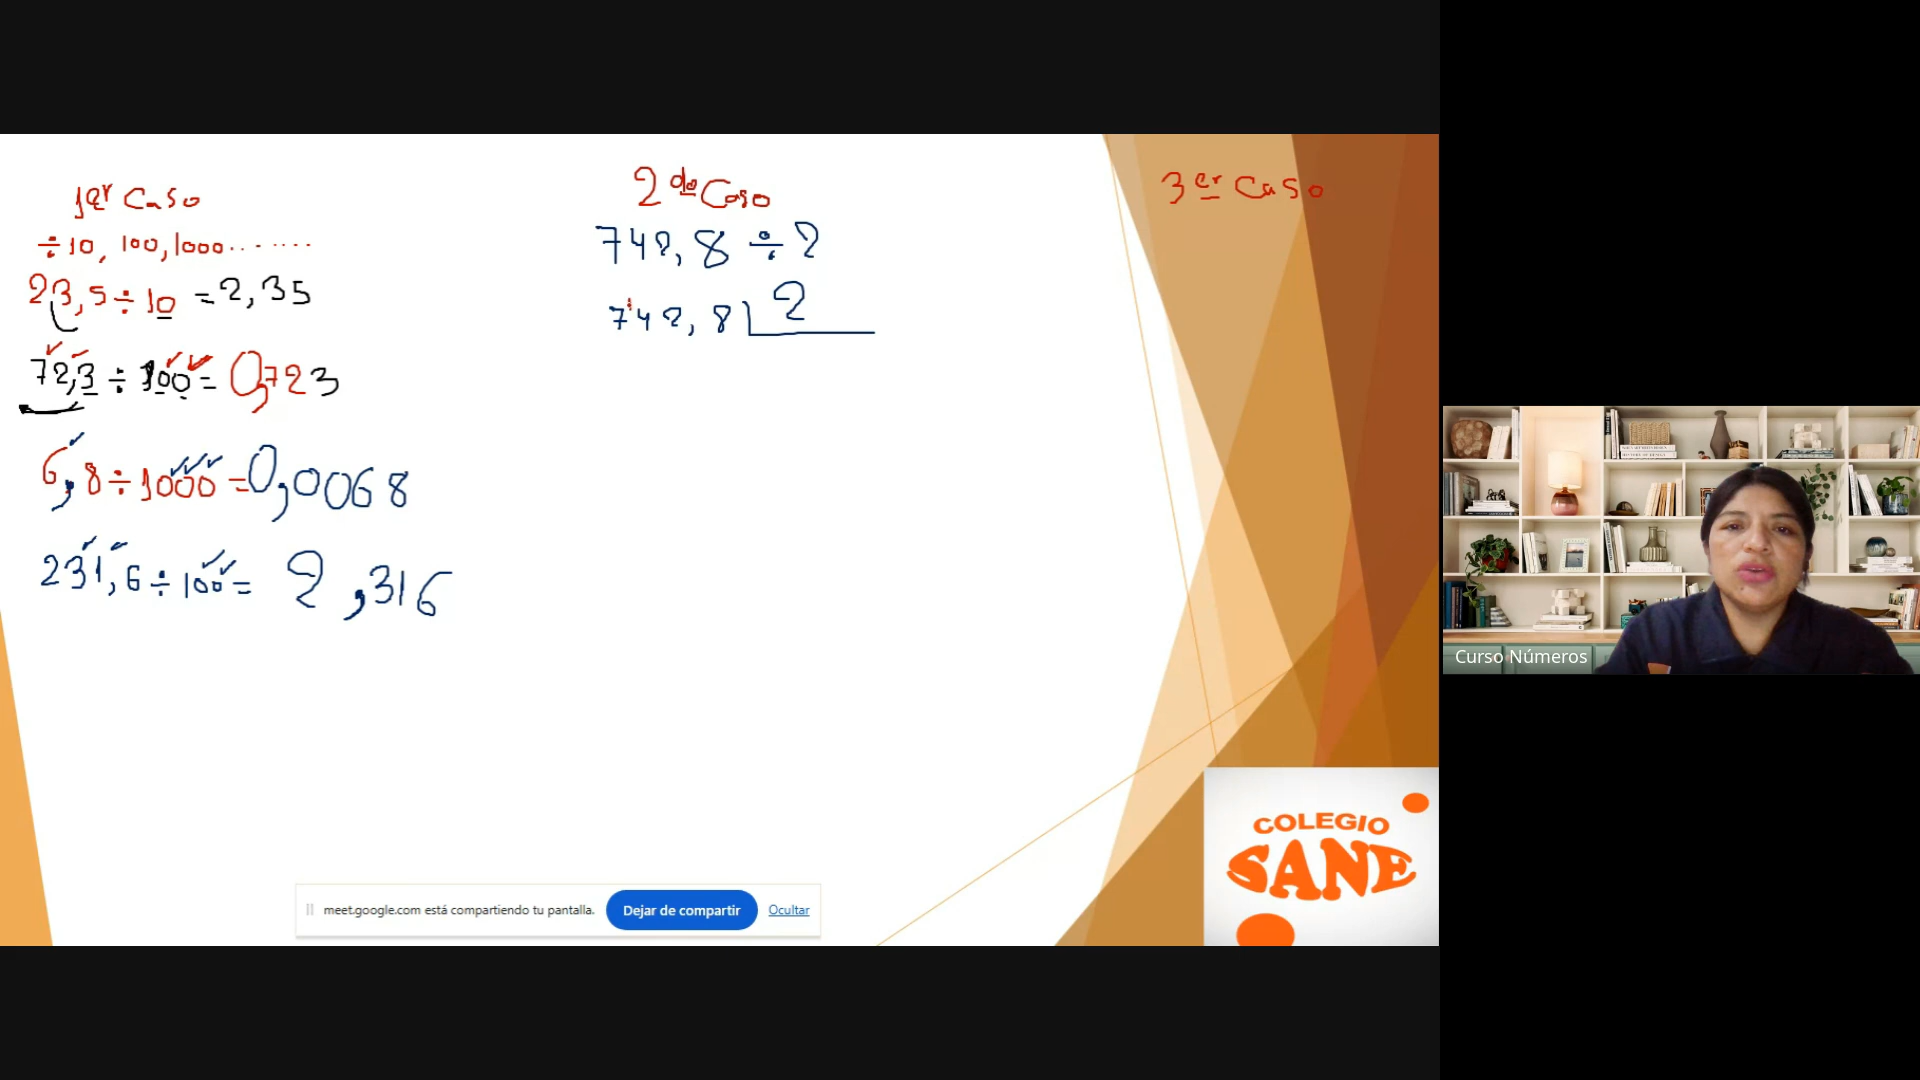 1er Caso
÷10, 100, 1000.........
23,5 ÷ 10 = 2,35
72,3 ÷ 100 = 0,723
6,8 ÷ 1000 = 0,0068
231,6 ÷ 100 = 2,316
2do Caso
742,8 ÷ 2
742,8 2
3er Caso
COLEGIO
SANE
meet.google.com está compartiendo tu pantalla.
Dejar de compartir
Ocultar
Curso Números